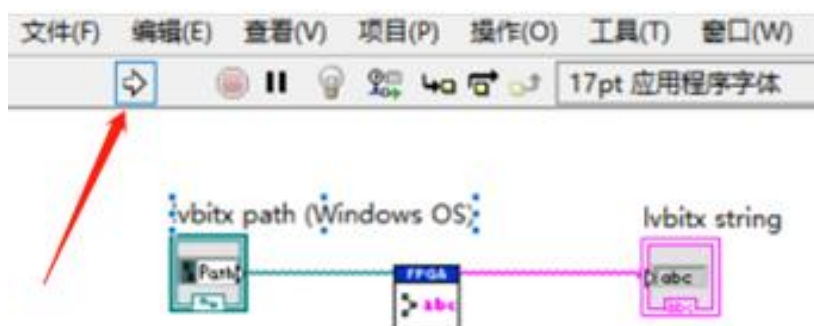 文件(F) 编辑(E) 查看(V) 项目(P) 操作(O) 工具(T) 窗口(W)
17pt 应用程序字体
lvbitx path (Windows OS) lvbitx string
Path FPGA abc
abc abc